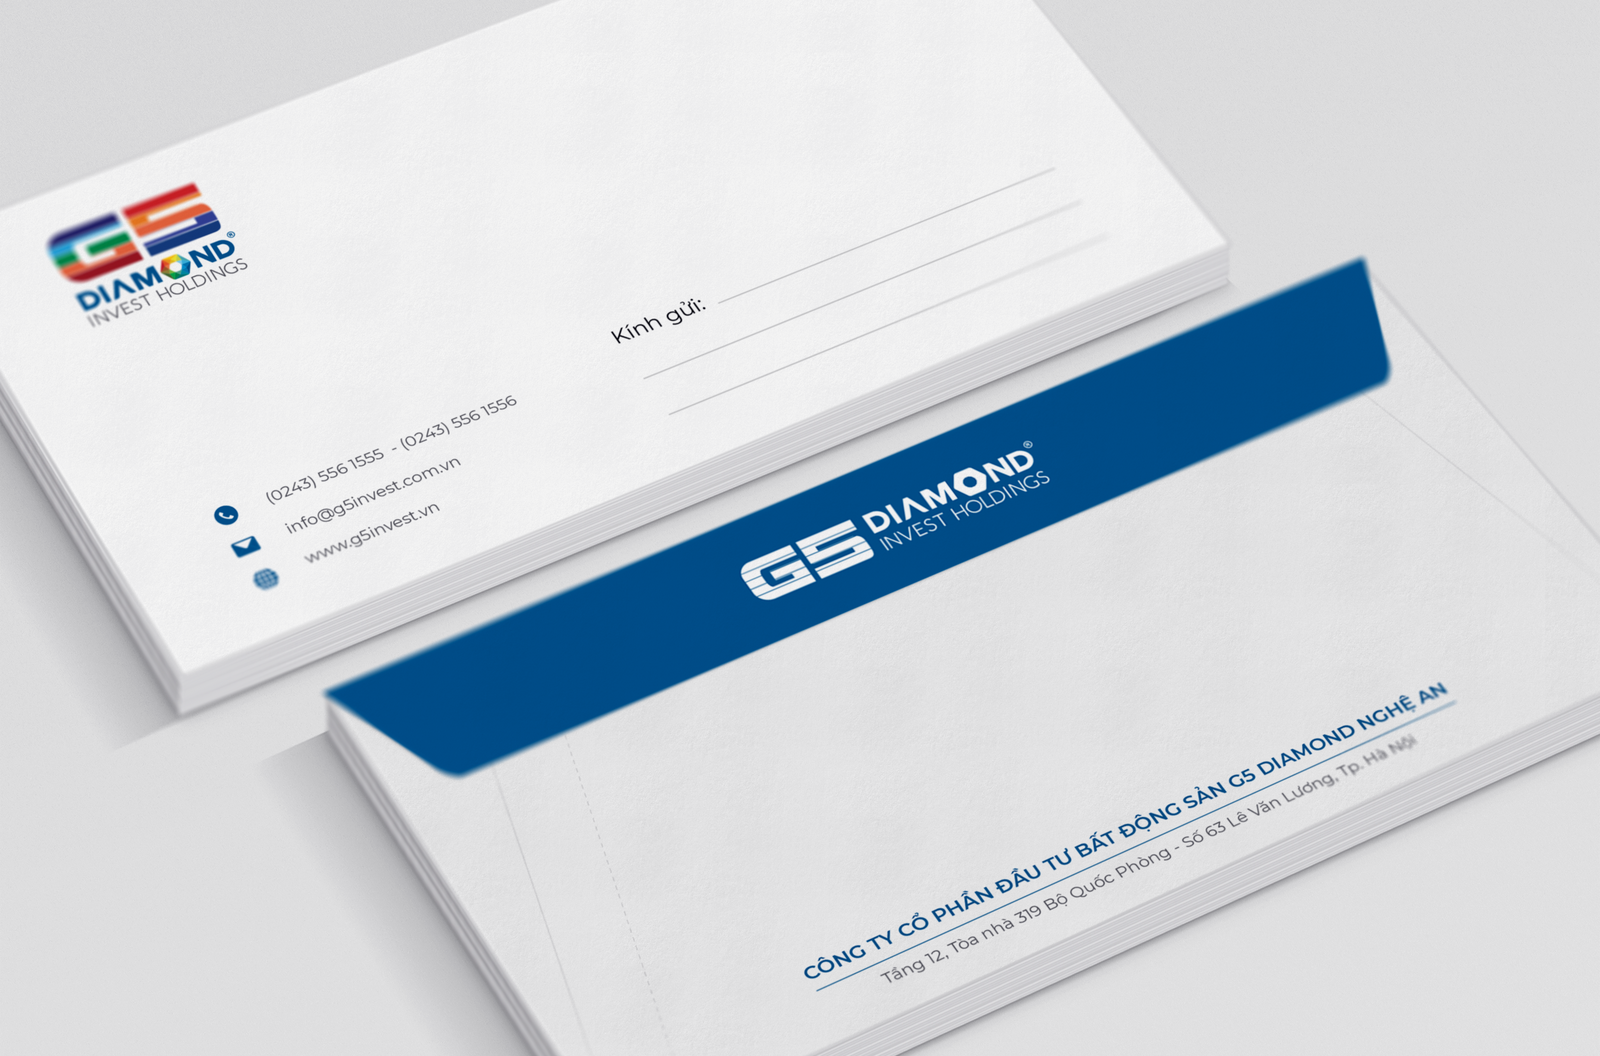 G5
DIAMOND®
INVEST HOLDINGS
Kính gửi:
(0243) 556 1555 - (0243) 556 1556
info@g5invest.com.vn
www.g5invest.vn
G5 DIAMOND®
INVEST HOLDINGS
CÔNG TY CỔ PHẦN ĐẦU TƯ BẤT ĐỘNG SẢN G5 DIAMOND NGHỆ AN
Tầng 12, Tòa nhà 319 Bộ Quốc Phòng - Số 63 Lê Văn Lương, Tp. Hà Nội